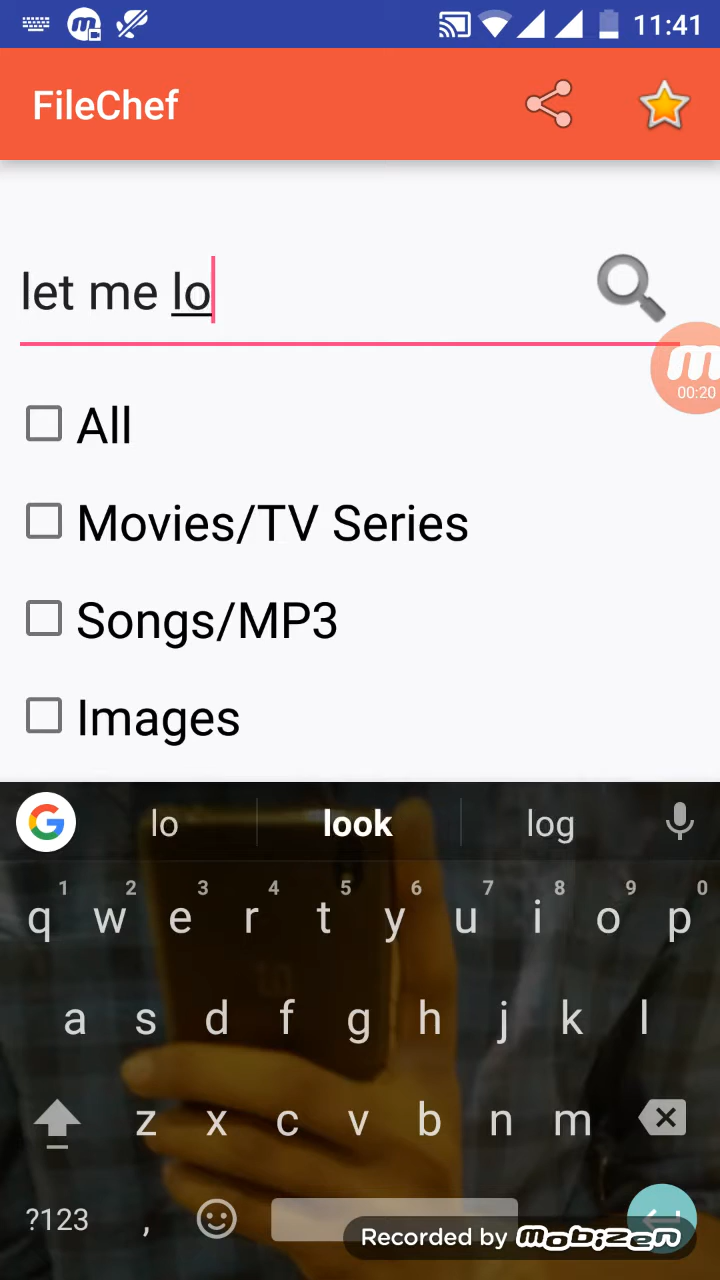 11:41
FileChef
let me lo
00:20
All
Movies/TV Series
Songs/MP3
Images
lo look log
1 2 3 4 5 6 7 8 9 0
q w e r t y u i o p
a s d f g h j k l
z x c v b n m
?123 ,
Recorded by mobizen